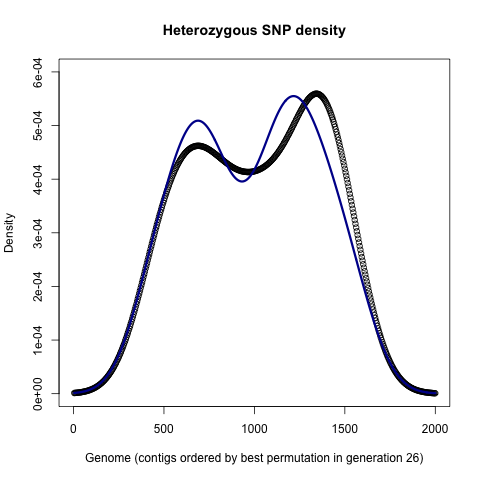 Heterozygous SNP density
6e-04
5e-04
4e-04
3e-04
2e-04
1e-04
0e+00
Density
0 500 1000 1500 2000
Genome (contigs ordered by best permutation in generation 26)